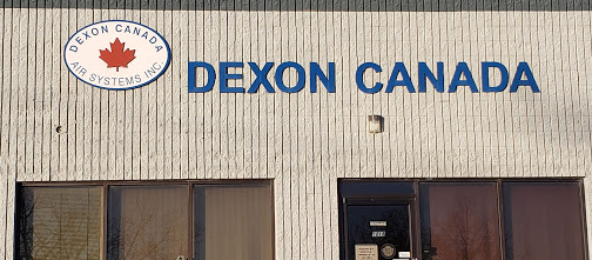 DEXON CANADA
AIR SYSTEMS INC.
DEXON CANADA